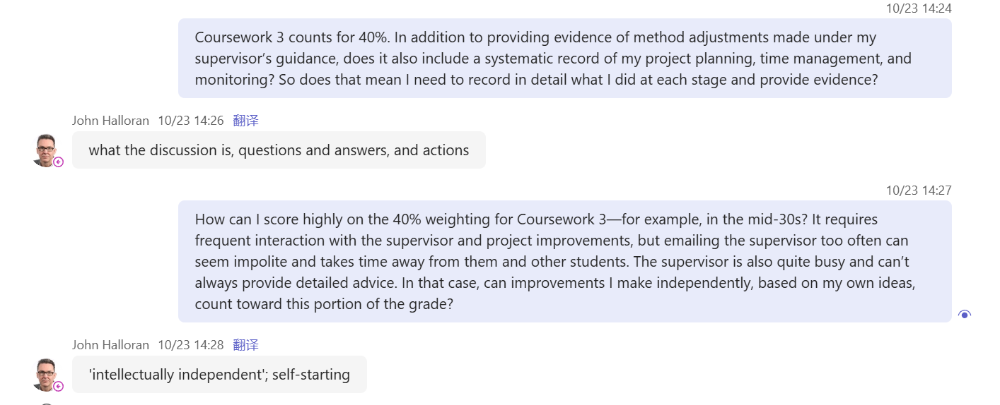 10/23 14:24
Coursework 3 counts for 40%. In addition to providing evidence of method adjustments made under my
supervisor’s guidance, does it also include a systematic record of my project planning, time management, and
monitoring? So does that mean I need to record in detail what I did at each stage and provide evidence?
John Halloran 10/23 14:26 翻译
what the discussion is, questions and answers, and actions
10/23 14:27
How can I score highly on the 40% weighting for Coursework 3—for example, in the mid-30s? It requires
frequent interaction with the supervisor and project improvements, but emailing the supervisor too often can
seem impolite and takes time away from them and other students. The supervisor is also quite busy and can’t
always provide detailed advice. In that case, can improvements I make independently, based on my own ideas,
count toward this portion of the grade?
John Halloran 10/23 14:28 翻译
'intellectually independent'; self-starting